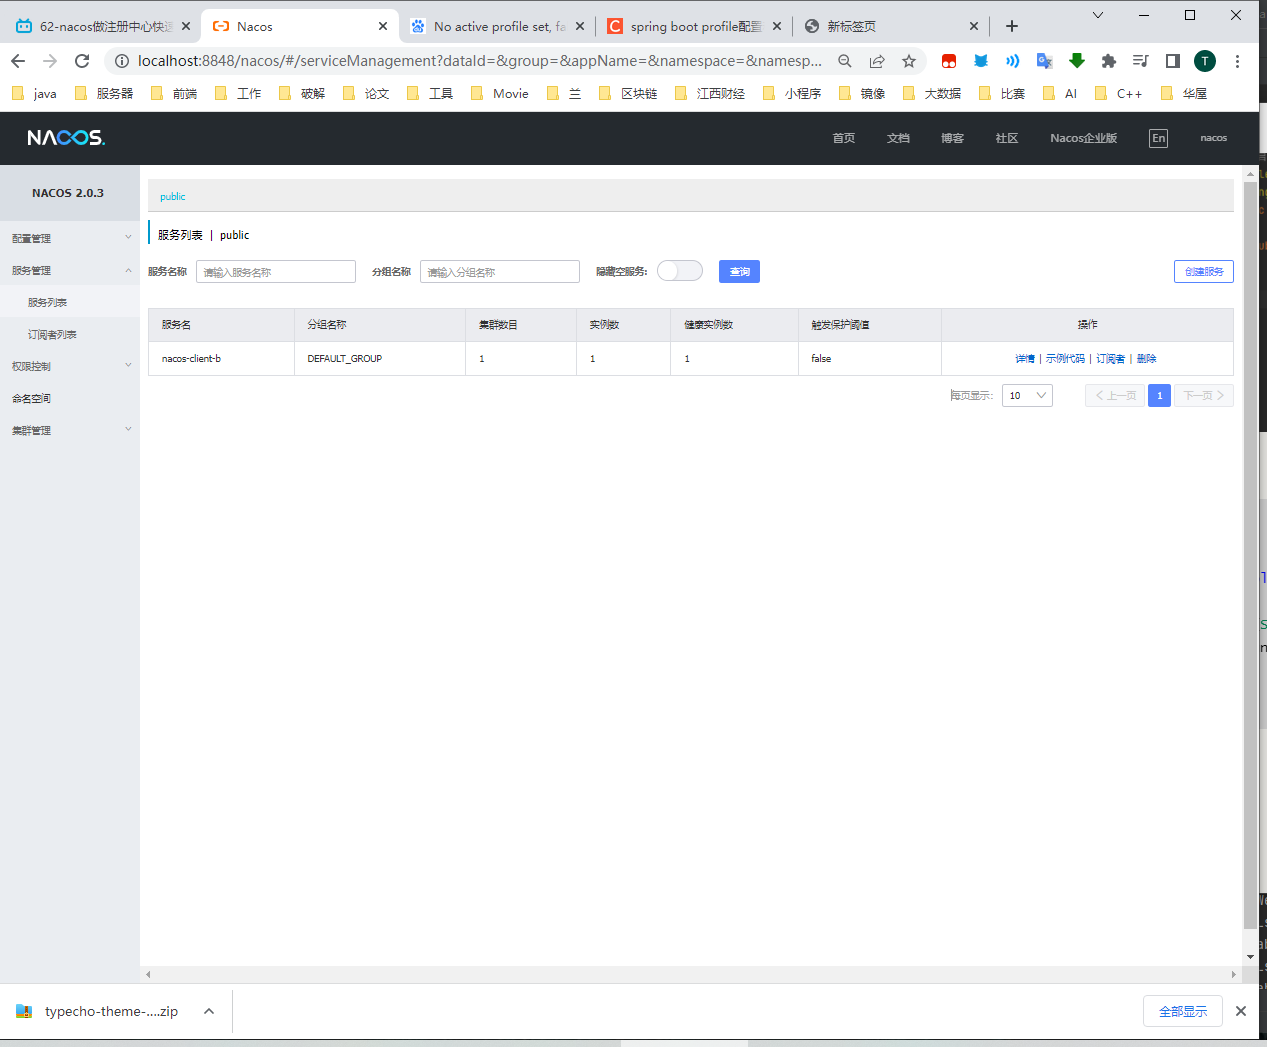 62-nacos做注册中心快速
Nacos
No active profile set, fa
spring boot profile配置
新标签页
localhost:8848/nacos/#/serviceManagement?dataId=&group=&appName=&namespace=&namesp...
T
java 服务器 前端 工作 破解 论文 工具 Movie 兰 区块链 江西财经 小程序 镜像 大数据 比赛 AI C++ 华屋
NACOS.
首页 文档 博客 社区 Nacos企业版 En nacos
NACOS 2.0.3
配置管理
服务管理
服务列表
订阅者列表
权限控制
命名空间
集群管理
public
服务列表 | public
服务名称 请输入服务名称 分组名称 请输入分组名称 隐藏空服务: 查询 创建服务
服务名 分组名称 集群数目 实例数 健康实例数 触发保护阈值 操作
nacos-client-b DEFAULT_GROUP 1 1 1 false 详情 | 示例代码 | 订阅者 | 删除
每页显示: 10 上一页 1 下一页
typecho-theme-....zip
全部显示